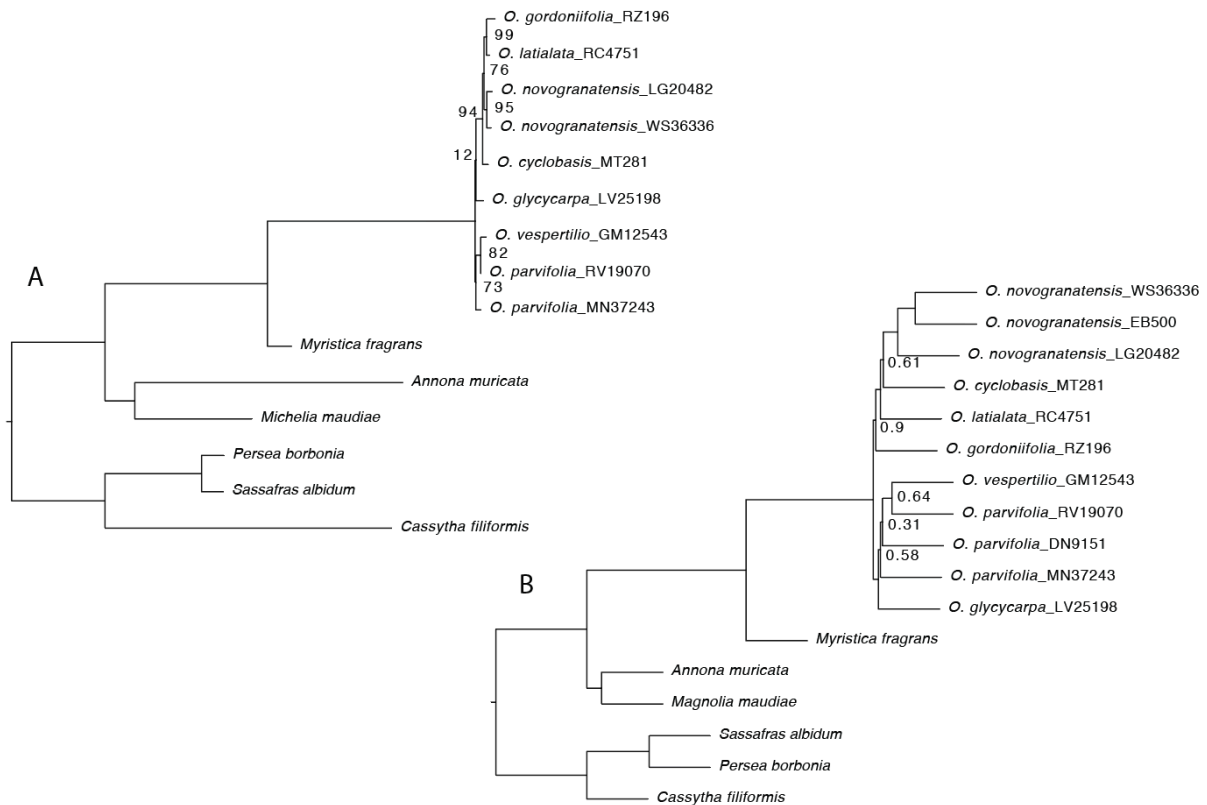 O. gordoniifolia_RZ196
99
O. latialata_RC4751
76
O. novogranatensis_LG20482
94
95
O. novogranatensis_WS36336
12
O. cyclobasis_MT281
O. glycycarpa_LV25198
O. vespertilio_GM12543
82
A
O. parvifolia_RV19070
73
O. parvifolia_MN37243
Myristica fragrans
Annona muricata
Michelia maudiae
Persea borbonia
Sassafras albidum
Cassytha filiformis
O. novogranatensis_WS36336
O. novogranatensis_EB500
O. novogranatensis_LG20482
0.61
O. cyclobasis_MT281
O. latialata_RC4751
0.9
O. gordoniifolia_RZ196
O. vespertilio_GM12543
0.64
O. parvifolia_RV19070
0.31
O. parvifolia_DN9151
0.58
O. parvifolia_MN37243
B
O. glycycarpa_LV25198
Myristica fragrans
Annona muricata
Magnolia maudiae
Sassafras albidum
Persea borbonia
Cassytha filiformis